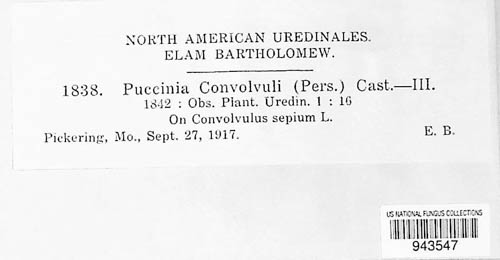 NORTH AMERICAN UREDINALES.
ELAM BARTHOLOMEW.
1838. Puccinia Convolvuli (Pers.) Cast.—III.
1842 : Obs. Plant. Uredin. 1 : 16
On Convolvulus sepium L.
Pickering, Mo., Sept. 27, 1917. E. B.
US NATIONAL FUNGUS COLLECTIONS
943547